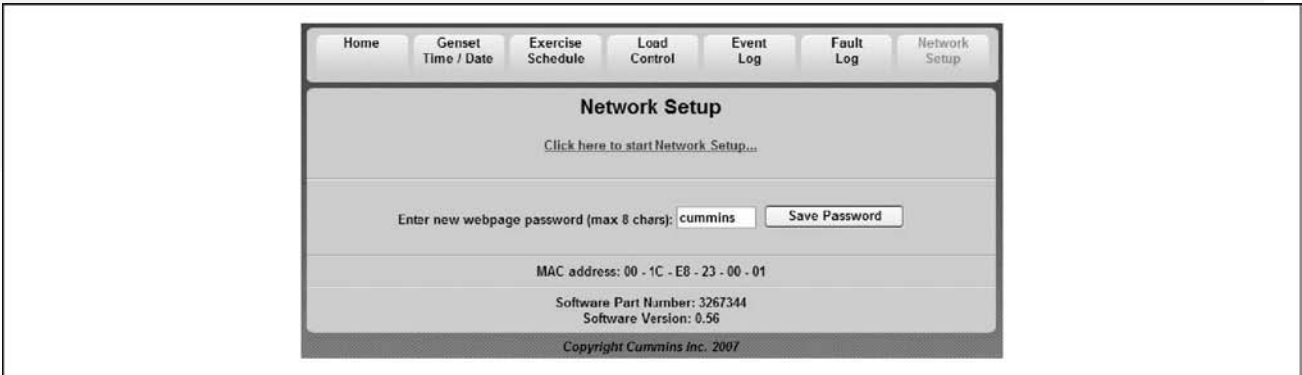 Home Genset Exercise Load Event Fault Network
Time / Date Schedule Control Log Log Setup
Network Setup
Click here to start Network Setup...
Enter new webpage password (max 8 chars): cummins Save Password
MAC address: 00 - 1C - E8 - 23 - 00 - 01
Software Part Number: 3267344
Software Version: 0.56
Copyright Cummins Inc. 2007